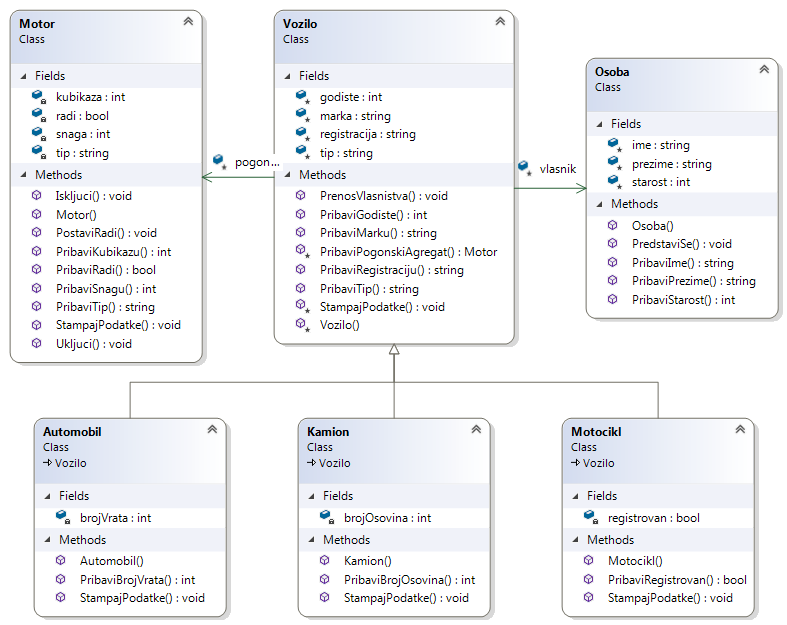 Motor
Class
Fields
kubikaza : int
radi : bool
snaga : int
tip : string
Methods
Iskljuci() : void
Motor()
PostaviRadi() : void
PribaviKubikazu() : int
PribaviRadi() : bool
PribaviSnagu() : int
PribaviTip() : string
StampajPodatke() : void
Ukljuci() : void
pogon...
Vozilo
Class
Fields
godiste : int
marka : string
registracija : string
tip : string
Methods
PrenosVlasnistva() : void
PribaviGodiste() : int
PribaviMarku() : string
PribaviPogonskiAgregat() : Motor
PribaviRegistraciju() : string
PribaviTip() : string
StampajPodatke() : void
Vozilo()
vlasnik
Osoba
Class
Fields
ime : string
prezime : string
starost : int
Methods
Osoba()
PredstaviSe() : void
PribaviIme() : string
PribaviPrezime() : string
PribaviStarost() : int
Automobil
Class
Vozilo
Fields
brojVrata : int
Methods
Automobil()
PribaviBrojVrata() : int
StampajPodatke() : void
Kamion
Class
Vozilo
Fields
brojOsovina : int
Methods
Kamion()
PribaviBrojOsovina() : int
StampajPodatke() : void
Motocikl
Class
Vozilo
Fields
registrovan : bool
Methods
Motocikl()
PribaviRegistrovan() : bool
StampajPodatke() : void